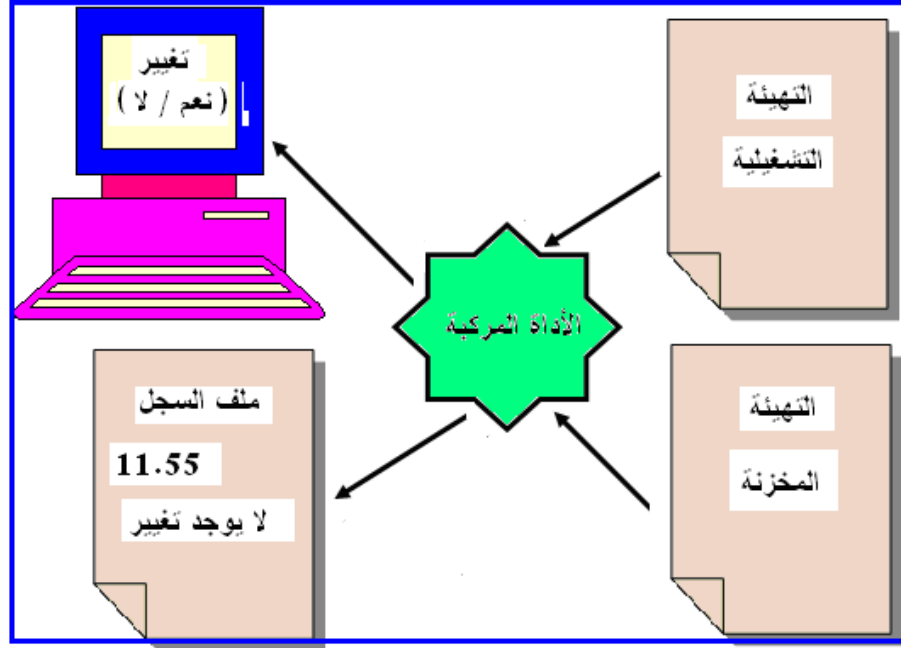 تغيير
( نعم / لا )
التهيئة
التشغيلية
الأداة المركبة
ملف السجل
11.55
لا يوجد تغيير
التهيئة
المخزنة